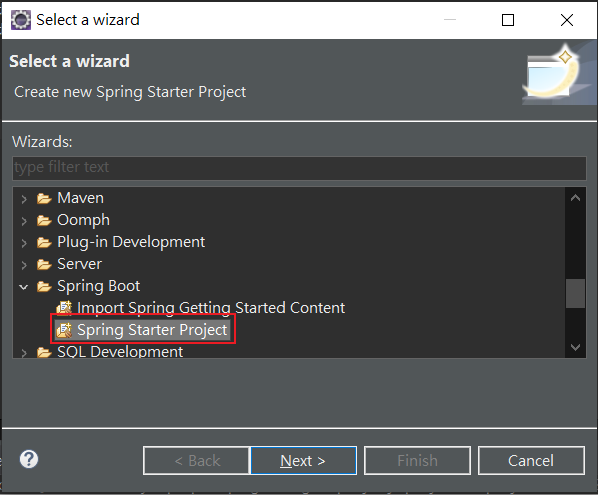 Select a wizard
Select a wizard
Create new Spring Starter Project
Wizards:
type filter text
Maven
Oomph
Plug-in Development
Server
Spring Boot
Import Spring Getting Started Content
Spring Starter Project
SQL Development
? < Back Next > Finish Cancel